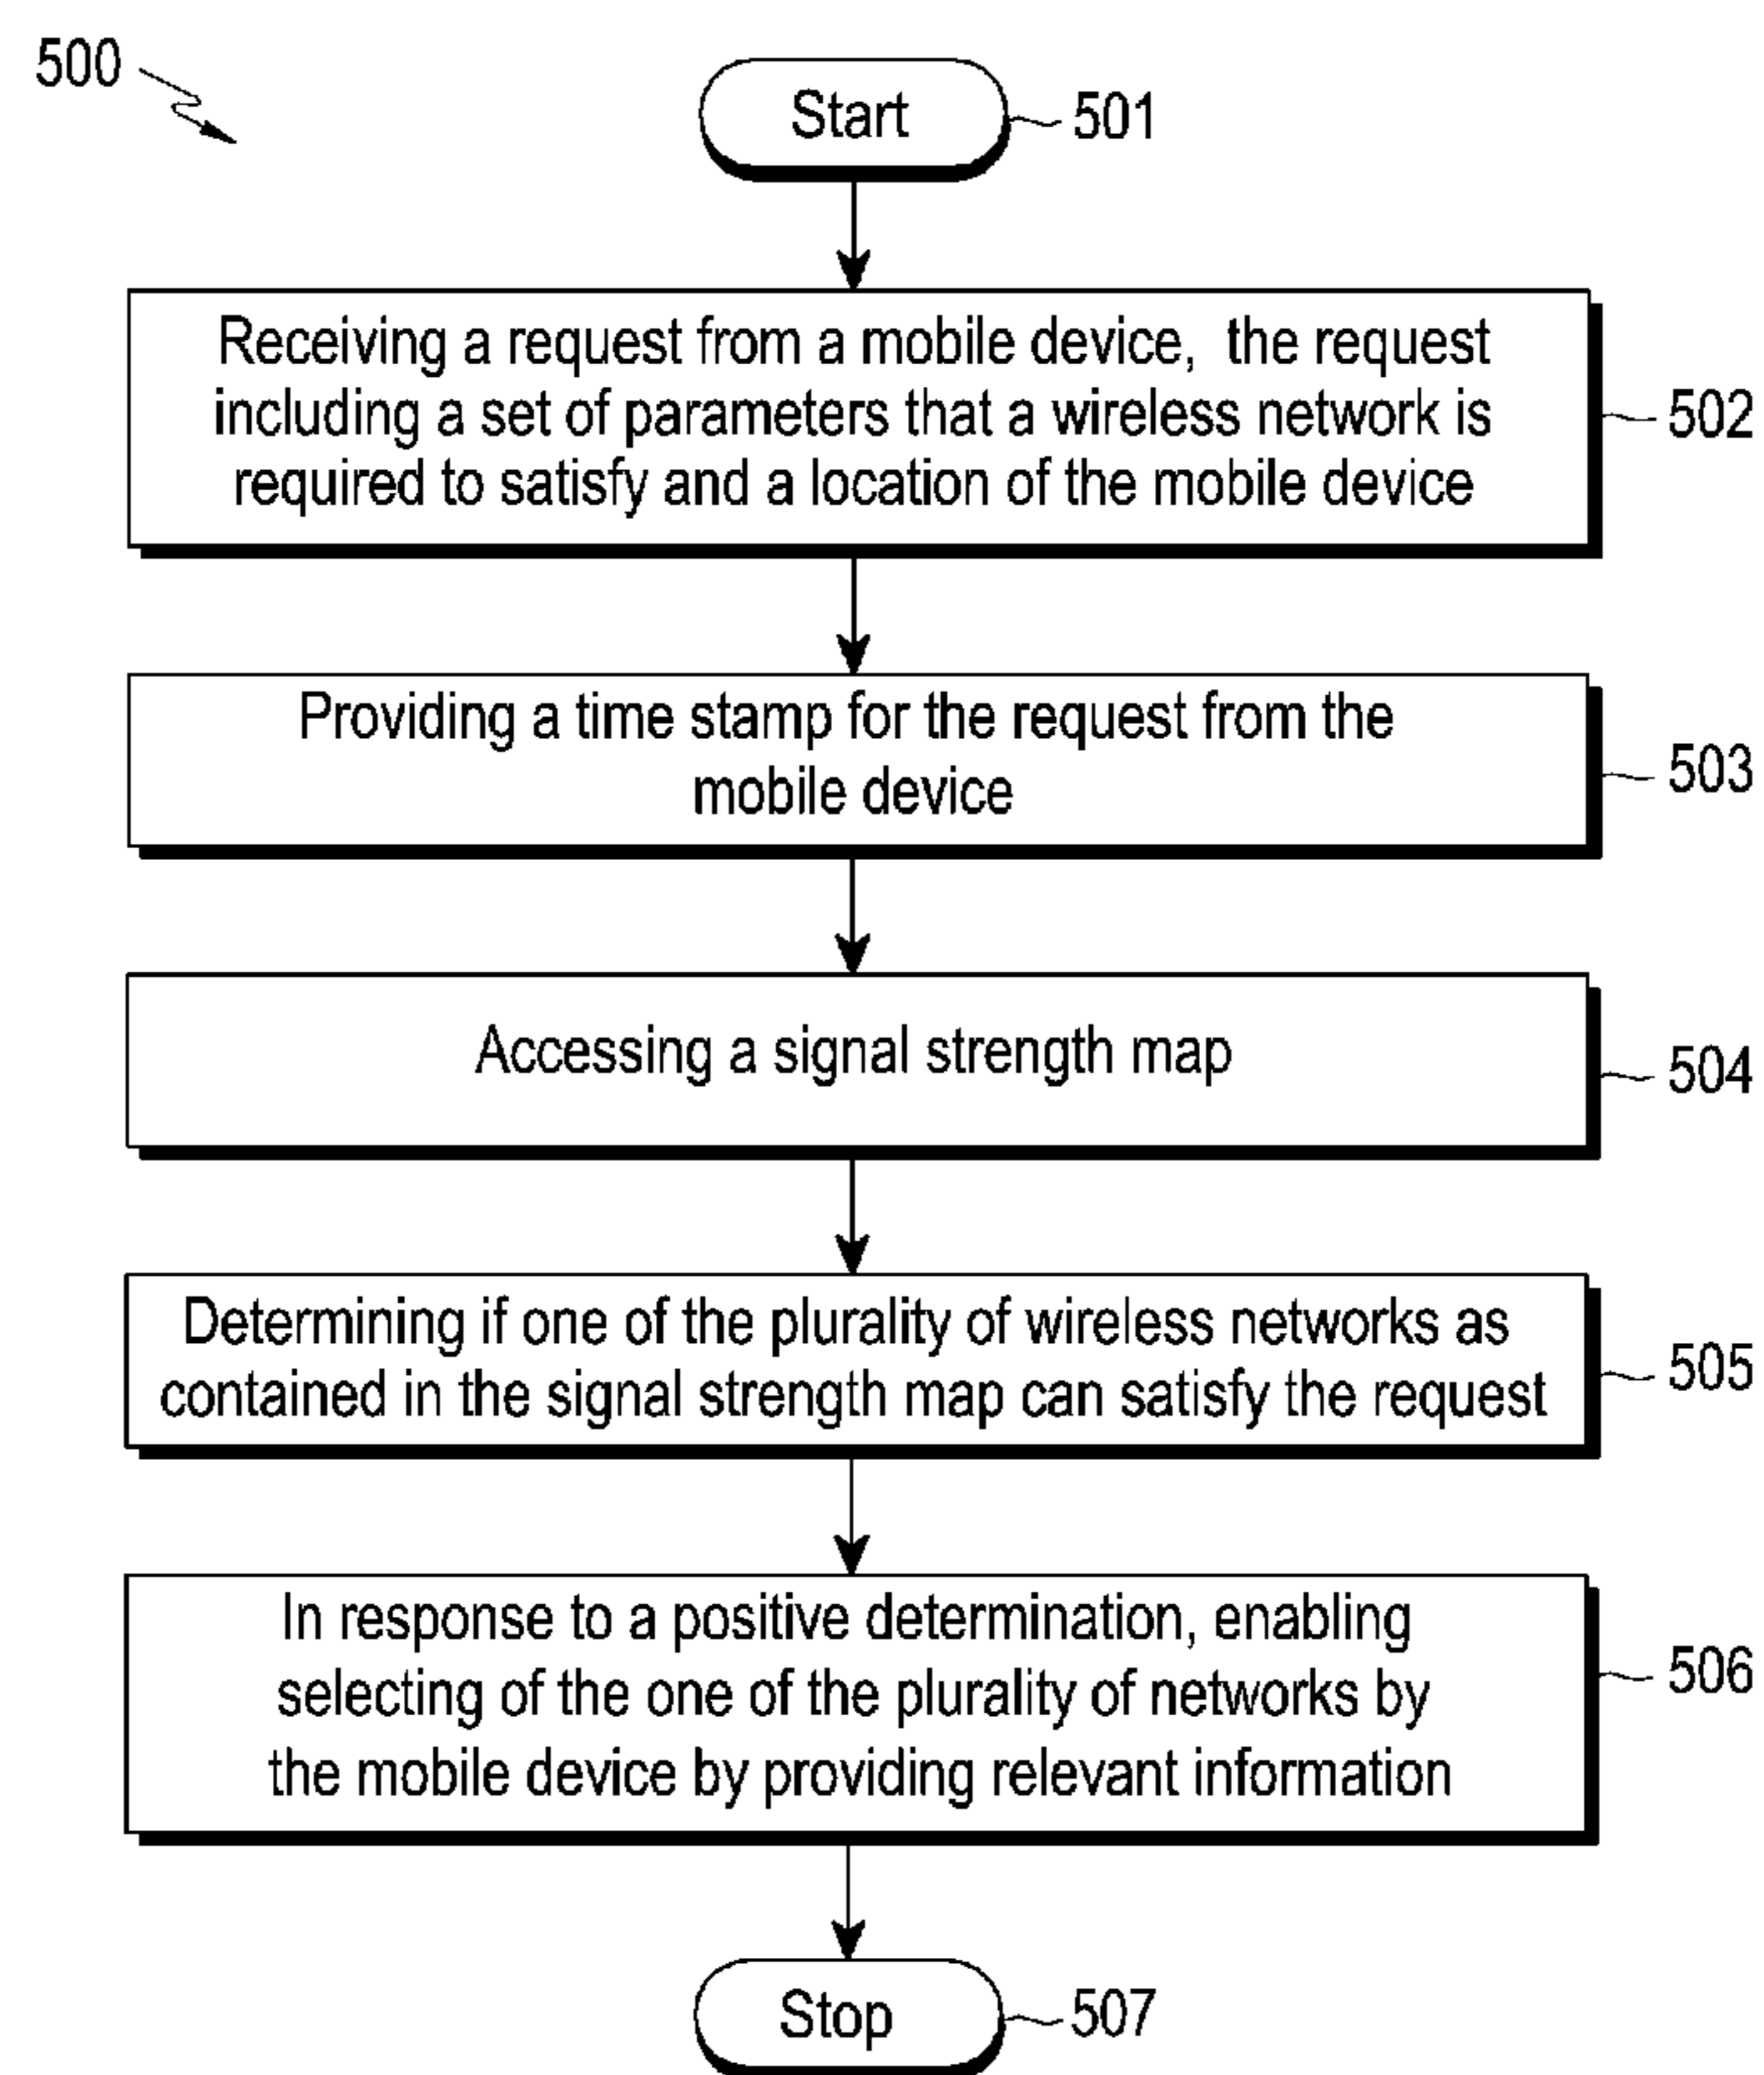 500
Start
501
Receiving a request from a mobile device, the request
including a set of parameters that a wireless network is
required to satisfy and a location of the mobile device
502
Providing a time stamp for the request from the
mobile device
503
Accessing a signal strength map
504
Determining if one of the plurality of wireless networks as
contained in the signal strength map can satisfy the request
505
In response to a positive determination, enabling
selecting of the one of the plurality of networks by
the mobile device by providing relevant information
506
Stop
507